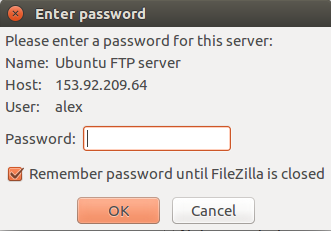 Enter password
Please enter a password for this server:
Name: Ubuntu FTP server
Host: 153.92.209.64
User: alex
Password:
Remember password until FileZilla is closed
OK Cancel